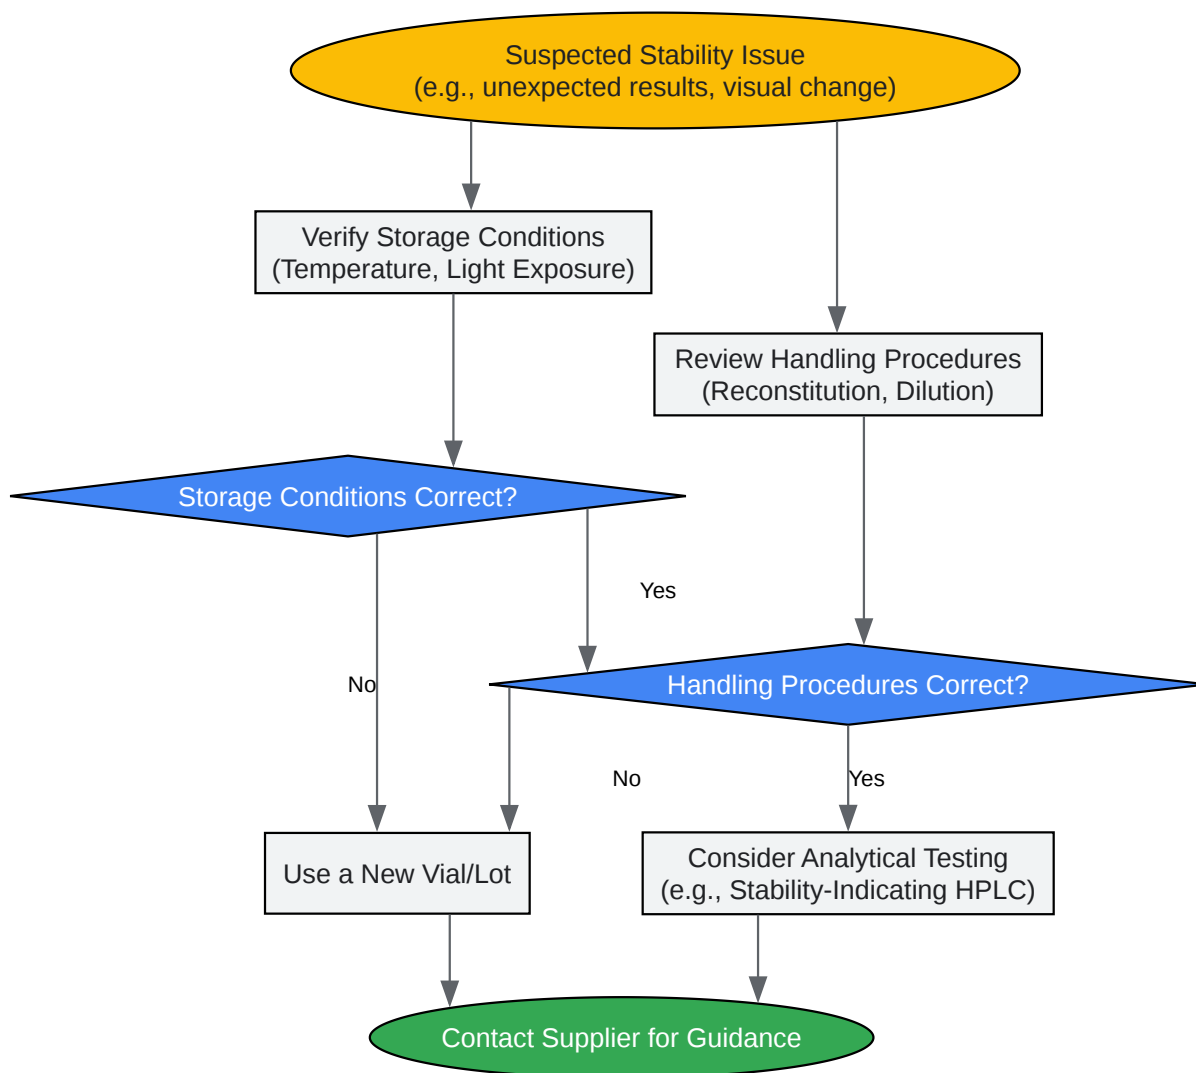 Suspected Stability Issue
(e.g., unexpected results, visual change)
Verify Storage Conditions
(Temperature, Light Exposure)
Review Handling Procedures
(Reconstitution, Dilution)
Storage Conditions Correct?
Yes
No
Handling Procedures Correct?
No
Yes
Use a New Vial/Lot
Consider Analytical Testing
(e.g., Stability-Indicating HPLC)
Contact Supplier for Guidance